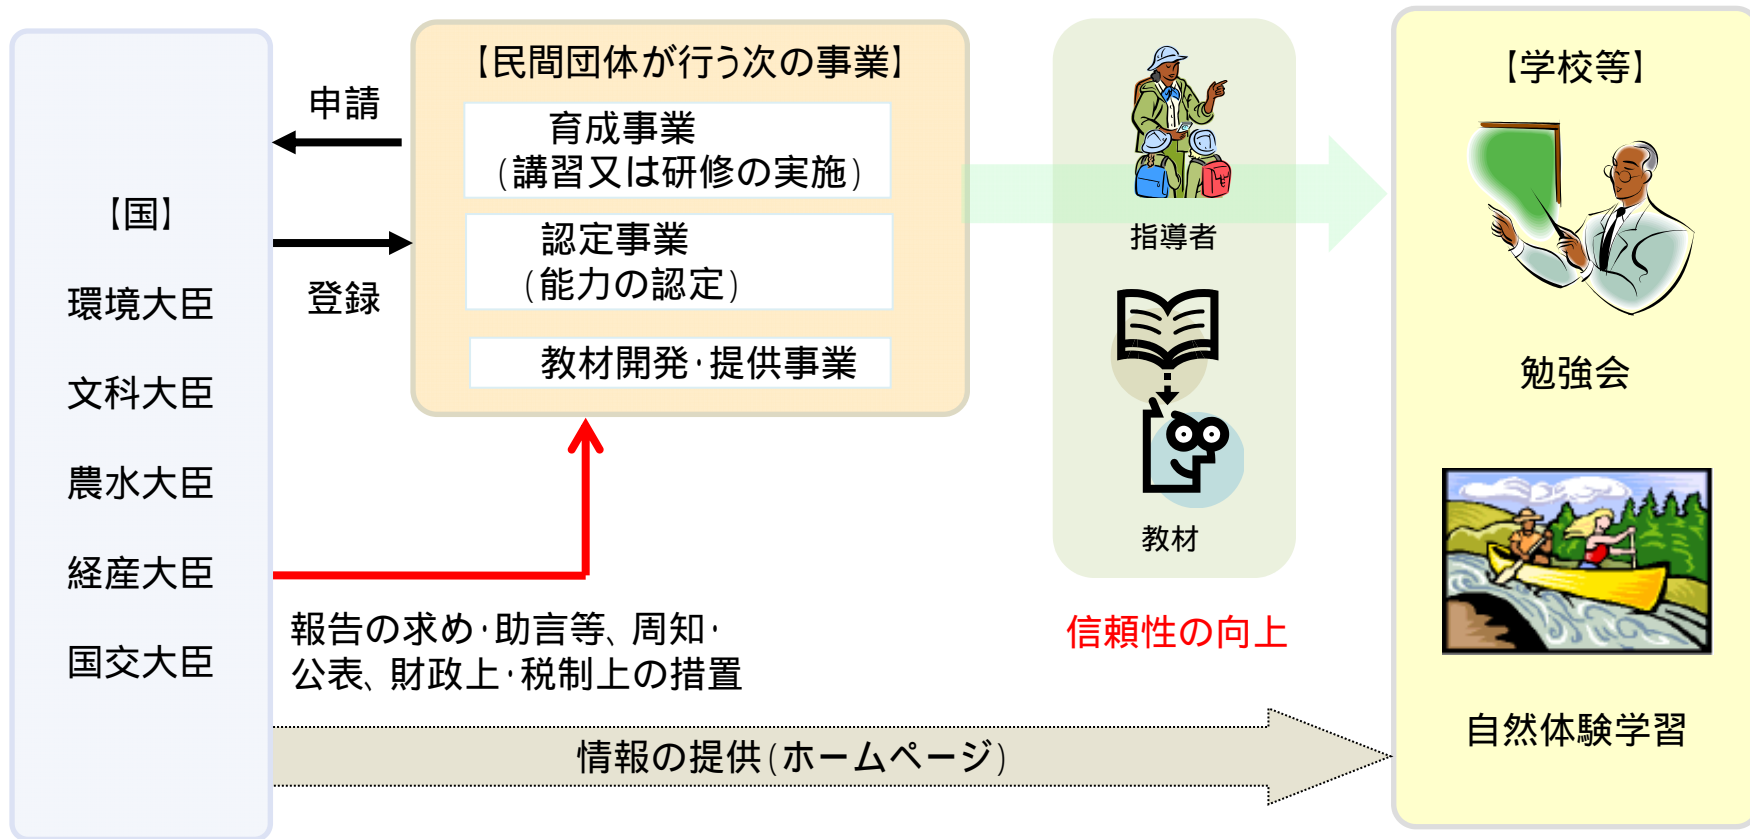 【国】
環境大臣
文科大臣
農水大臣
経産大臣
国交大臣
申請
登録
【民間団体が行う次の事業】
育成事業
(講習又は研修の実施)
認定事業
(能力の認定)
教材開発・提供事業
報告の求め・助言等、周知・
公表、財政上・税制上の措置
指導者
教材
信頼性の向上
【学校等】
勉強会
自然体験学習
情報の提供(ホームページ)